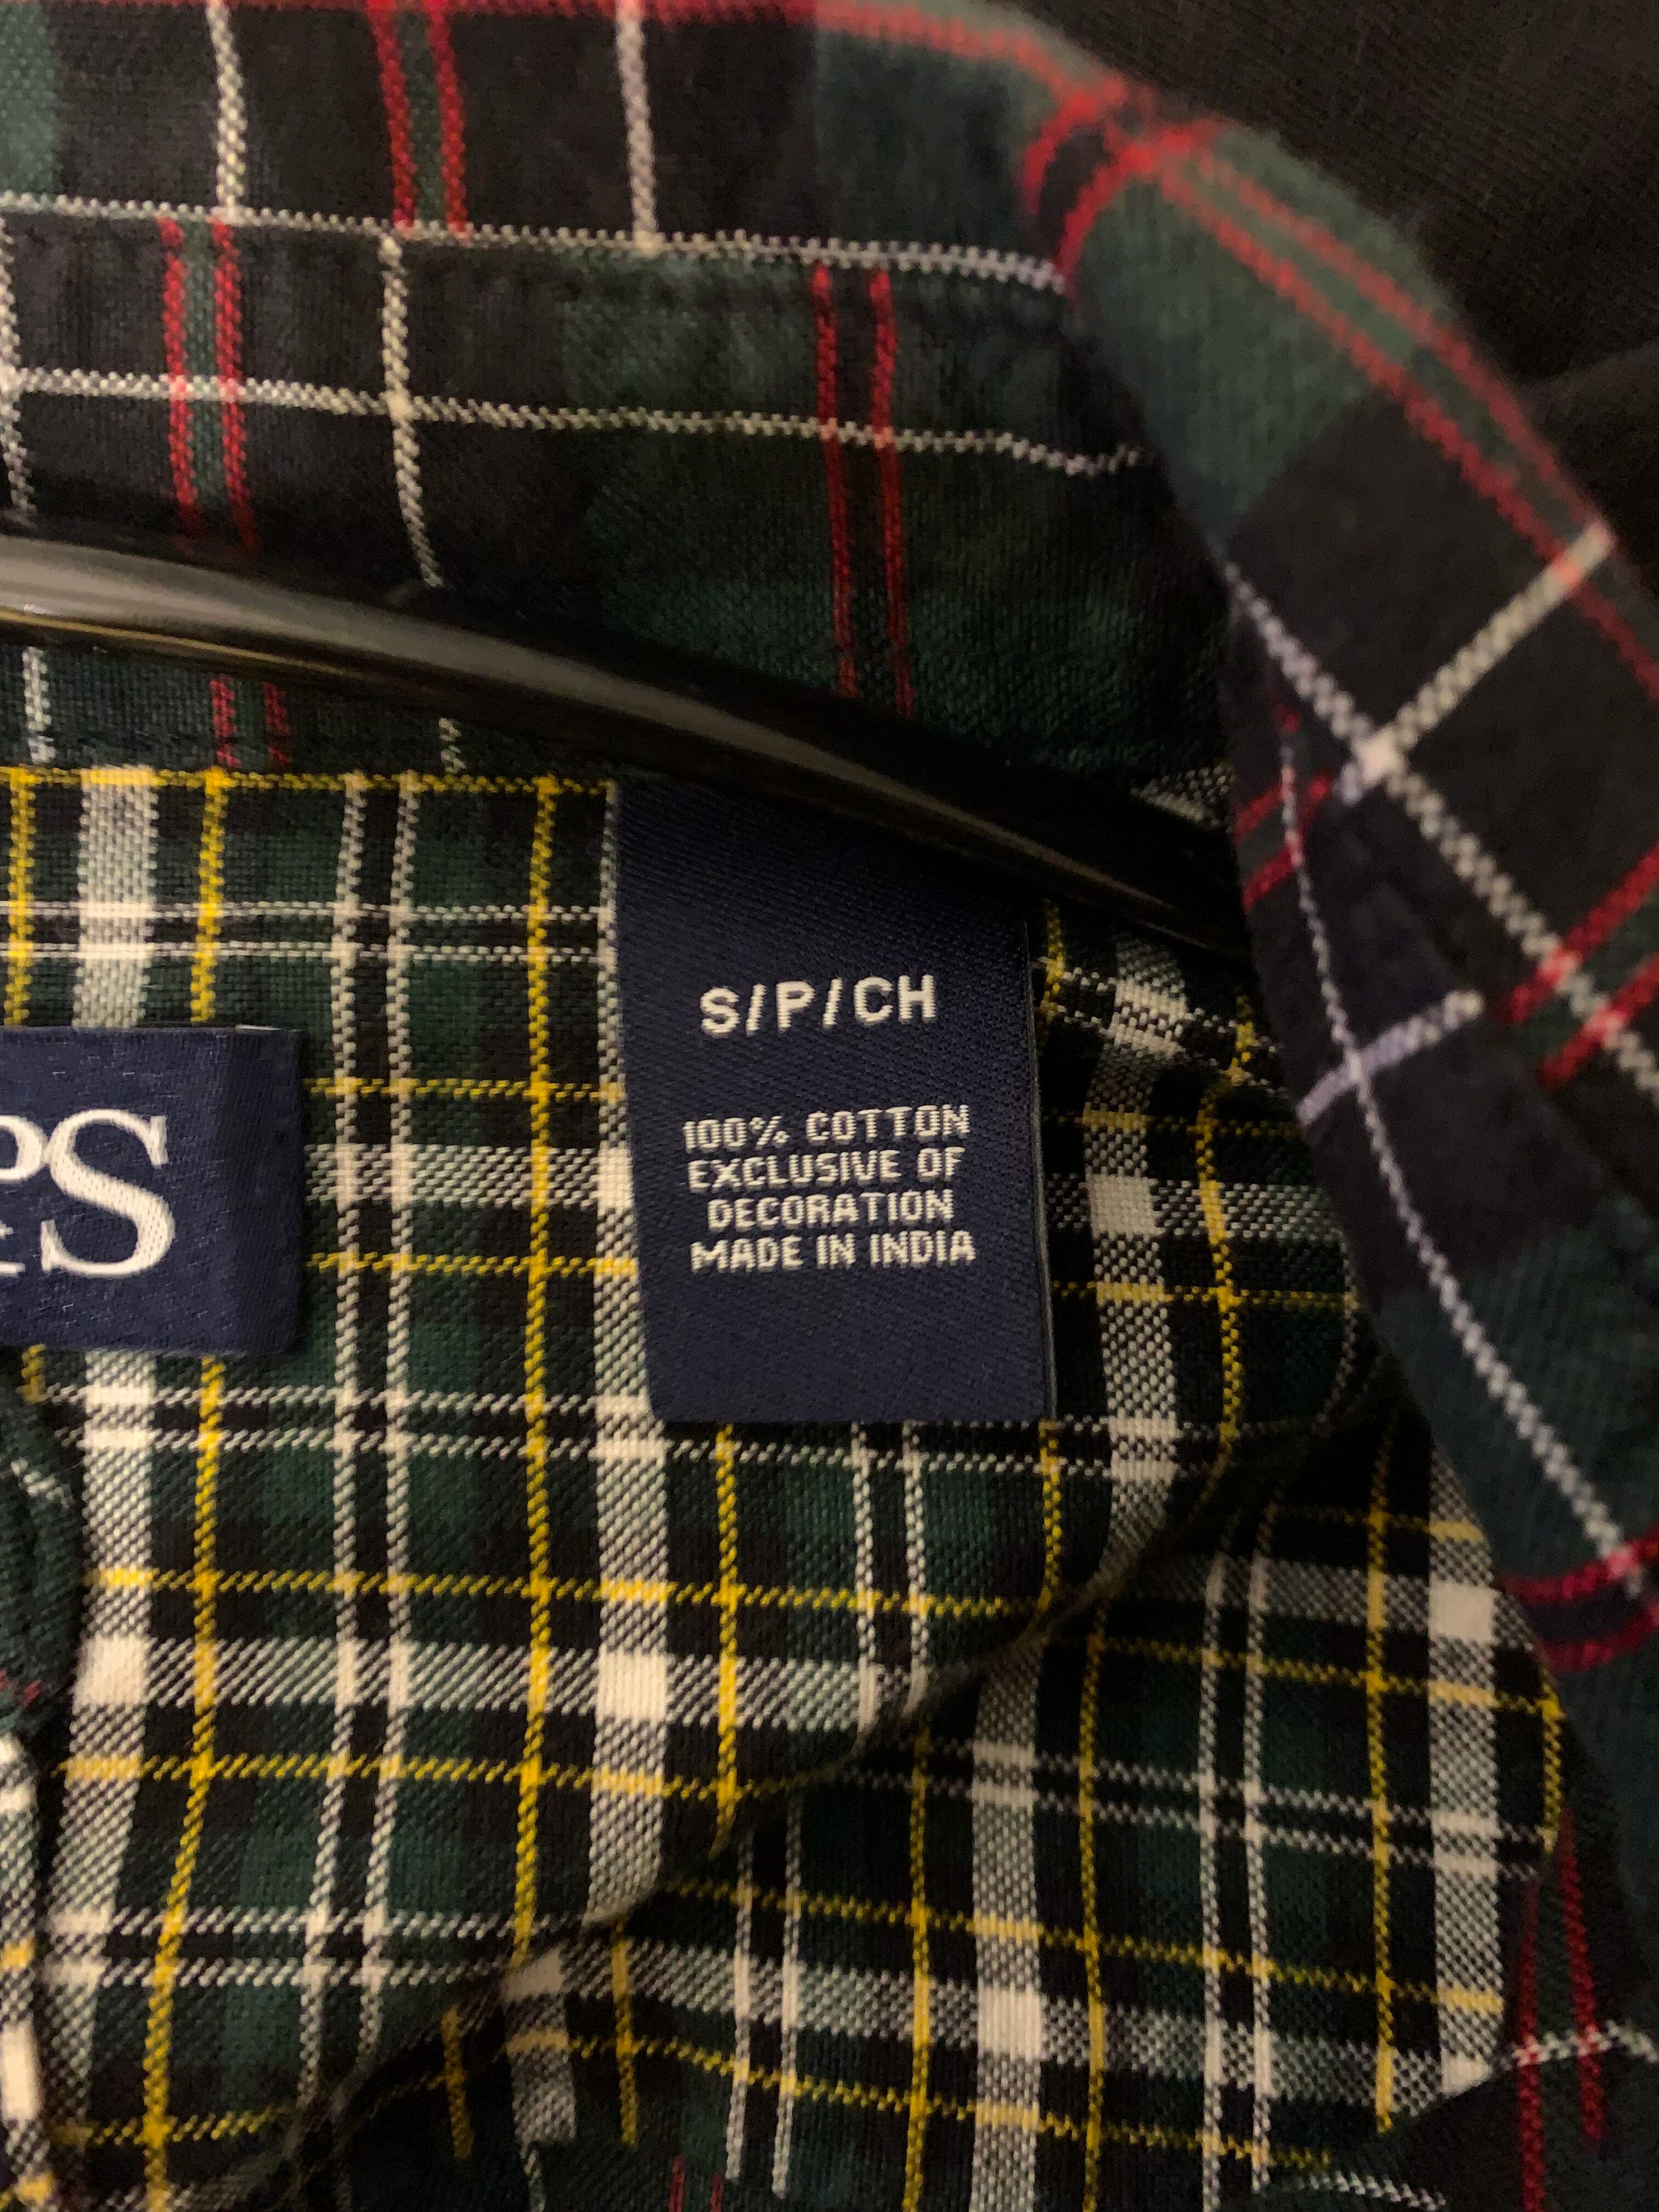 S/P/CH
100% COTTON
EXCLUSIVE OF
DECORATION
MADE IN INDIA